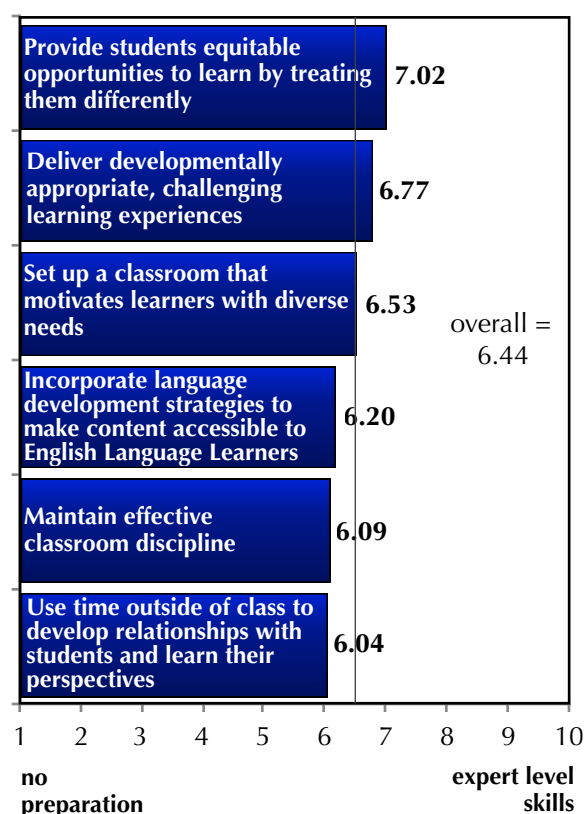 Provide students equitable
opportunities to learn by treating
them differently
7.02
Deliver developmentally
appropriate, challenging
learning experiences
6.77
Set up a classroom that
motivates learners with diverse
needs
6.53
overall =
6.44
Incorporate language
development strategies to
make content accessible to
English Language Learners
6.20
Maintain effective
classroom discipline
6.09
Use time outside of class to
develop relationships with
students and learn their
perspectives
6.04
1 2 3 4 5 6 7 8 9 10
no
preparation
expert level
skills